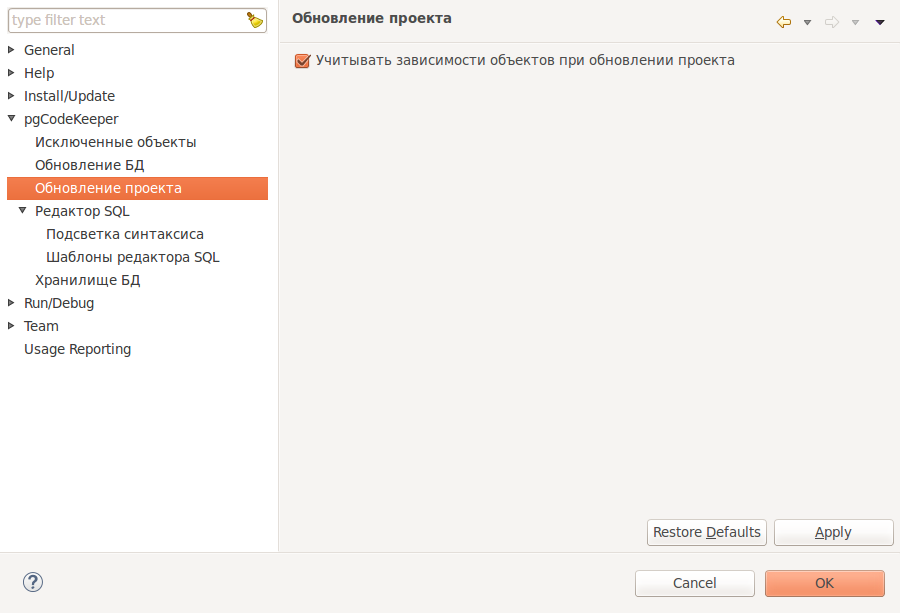 type filter text
General
Help
Install/Update
pgCodeKeeper
Исключенные объекты
Обновление БД
Обновление проекта
Редактор SQL
Подсветка синтаксиса
Шаблоны редактора SQL
Хранилище БД
Run/Debug
Team
Usage Reporting
Обновление проекта
Учитывать зависимости объектов при обновлении проекта
Restore Defaults
Apply
?
Cancel
OK